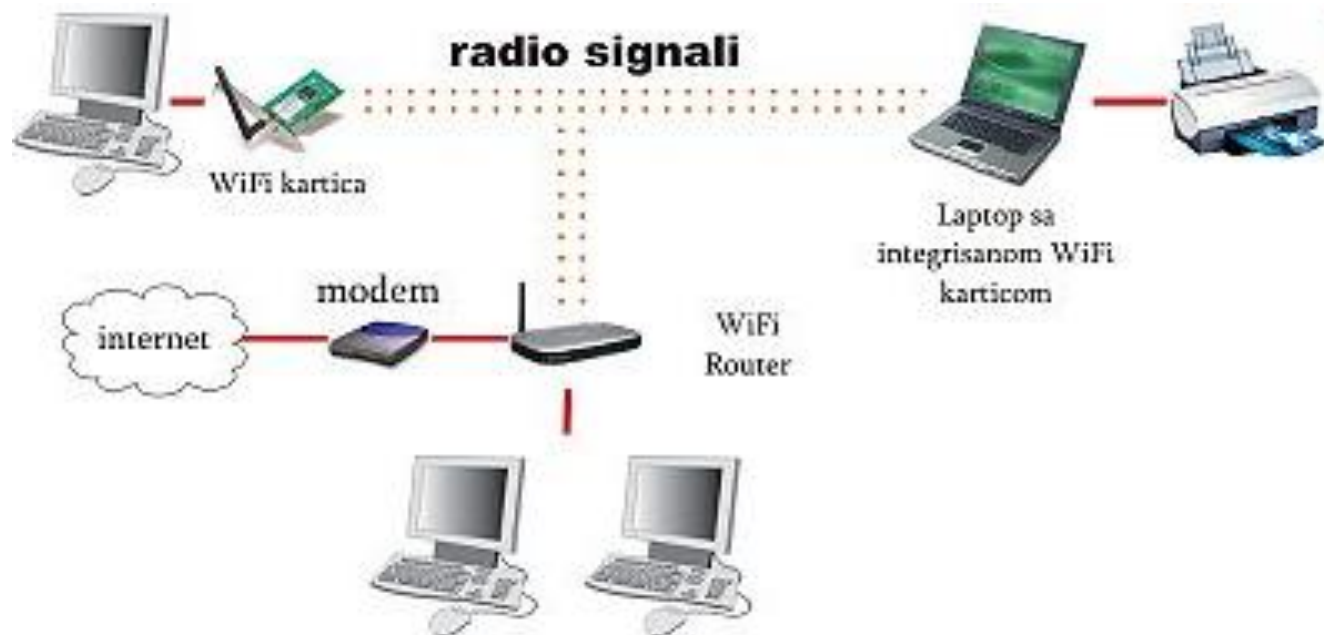 radio signali
WiFi kartica
Laptop sa
integrisanom WiFi
karticom
modem
internet
WiFi
Router